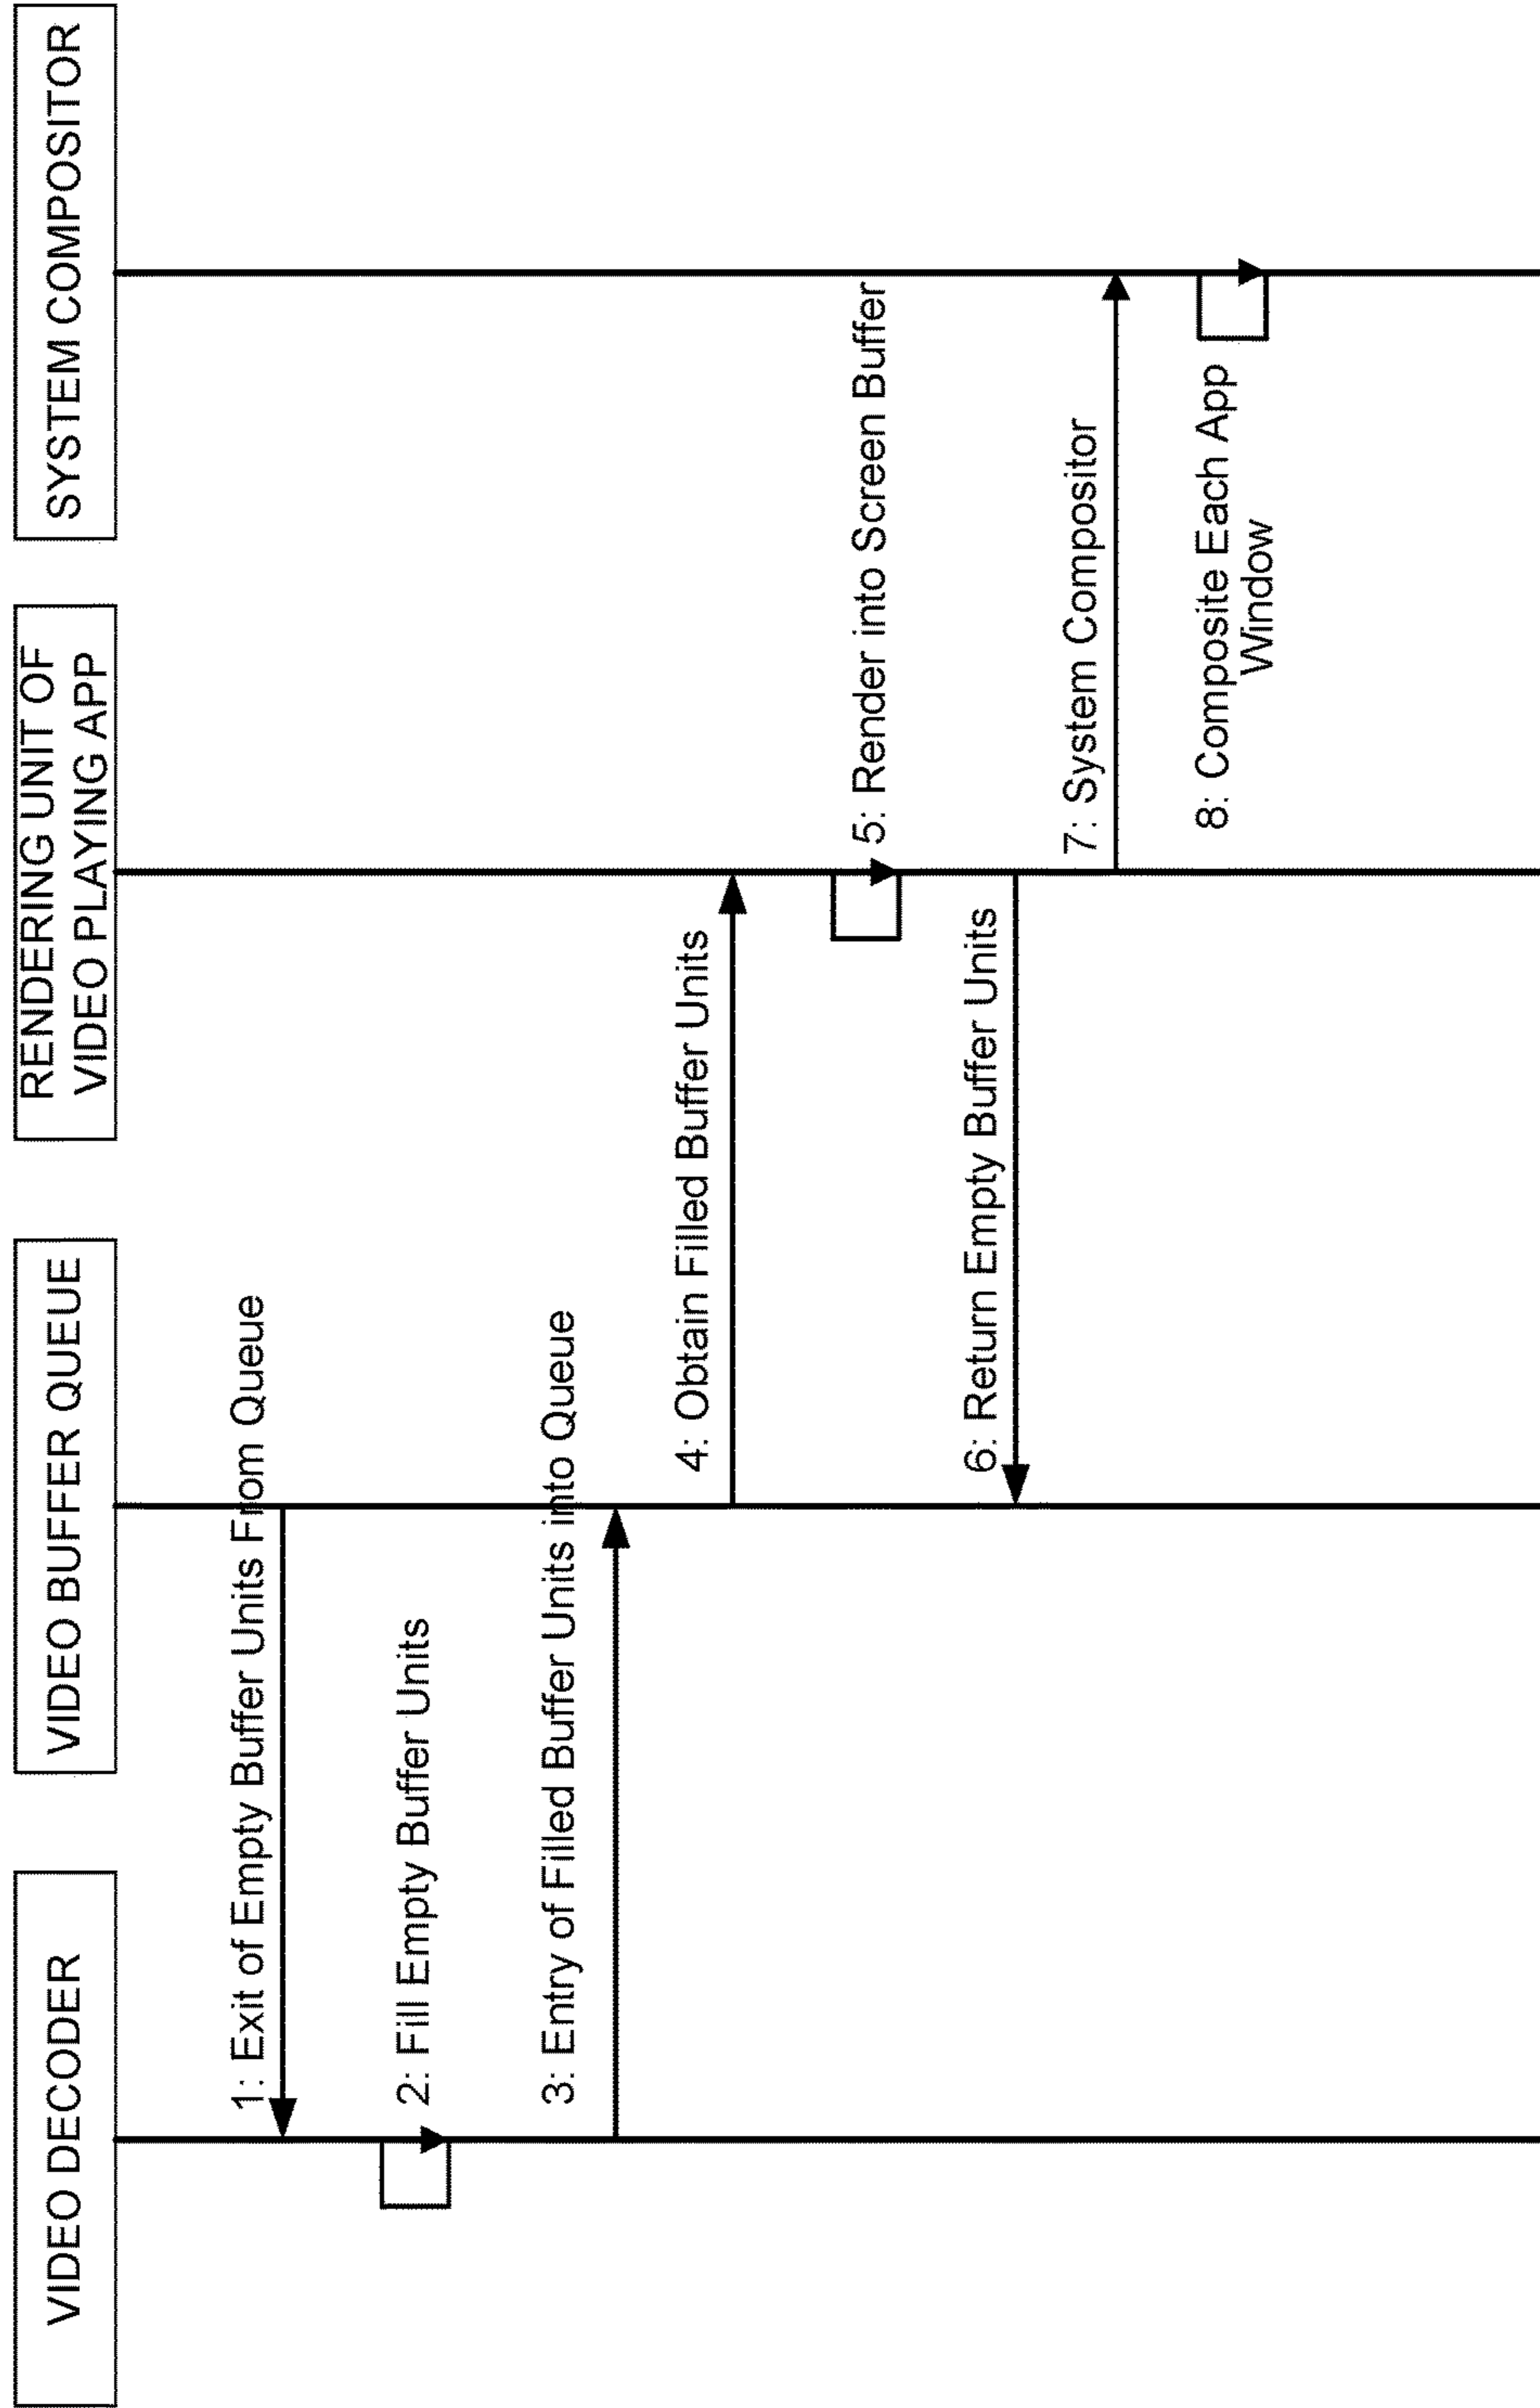 VIDEO DECODER
VIDEO BUFFER QUEUE
RENDERING UNIT OF
VIDEO PLAYING APP
SYSTEM COMPOSITOR
1: Exit of Empty Buffer Units From Queue
2: Fill Empty Buffer Units
3: Entry of Filled Buffer Units into Queue
4: Obtain Filled Buffer Units
5: Render into Screen Buffer
6: Return Empty Buffer Units
7: System Compositor
8: Composite Each App
Window